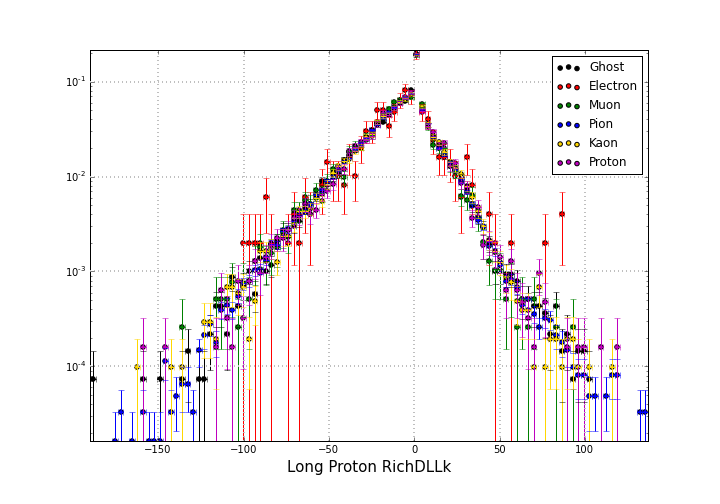 Ghost
Electron
Muon
Pion
Kaon
Proton
10⁻¹
10⁻²
10⁻³
10⁻⁴
−150
−100
−50
0
50
100
Long Proton RichDLLk